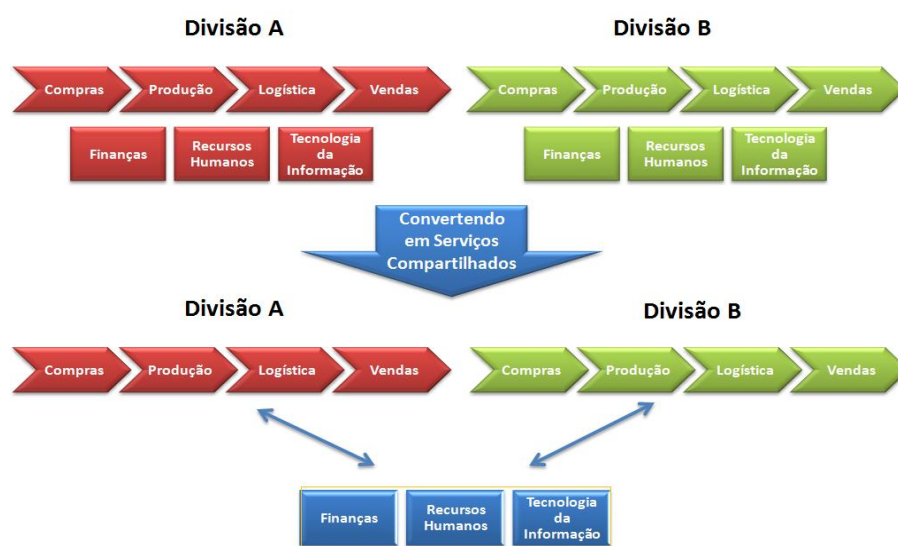 Divisão A
Divisão B
Compras
Produção
Logística
Vendas
Compras
Produção
Logística
Vendas
Finanças
Recursos
Humanos
Tecnologia
da
Informação
Finanças
Recursos
Humanos
Tecnologia
da
Informação
Convertendo
em Serviços
Compartilhados
Divisão A
Divisão B
Compras
Produção
Logística
Vendas
Compras
Produção
Logística
Vendas
Finanças
Recursos
Humanos
Tecnologia
da
Informação